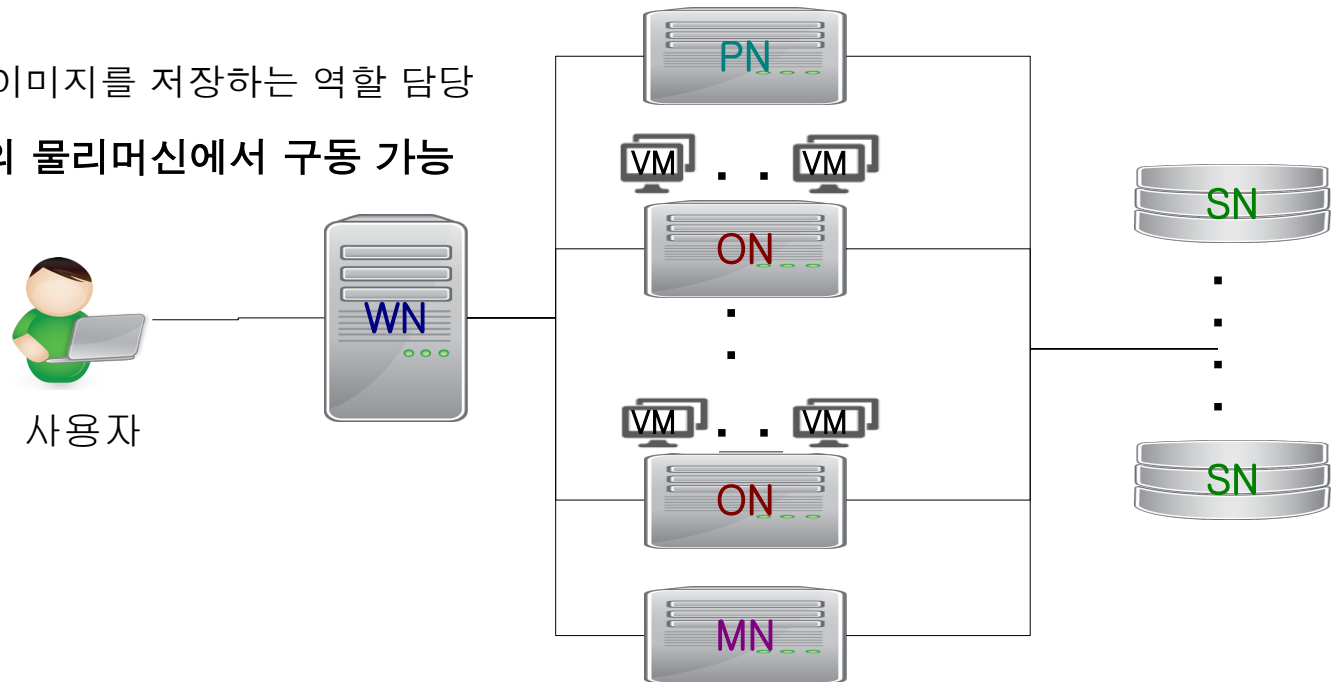 PN
이미지를 저장하는 역할 담당
물리머신에서 구동 가능
VM . . VM
SN
ON
WN
사용자
VM . . VM
SN
ON
MN